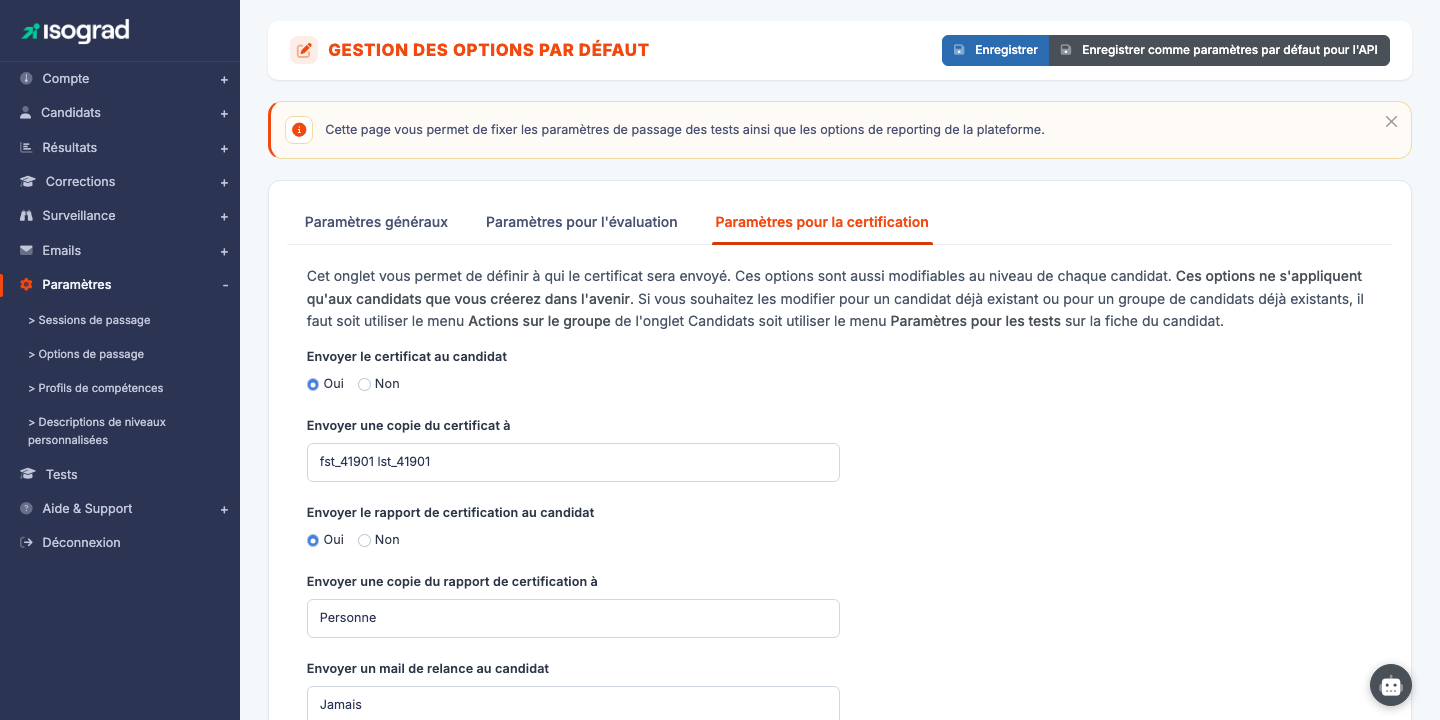 isograd
Compte +
Candidats +
Résultats +
Corrections +
Surveillance +
Emails +
Paramètres -
> Sessions de passage
> Options de passage
> Profils de compétences
> Descriptions de niveaux
personnalisées
Tests
Aide & Support +
Déconnexion
GESTION DES OPTIONS PAR DÉFAUT
Enregistrer
Enregistrer comme paramètres par défaut pour l'API
Cette page vous permet de fixer les paramètres de passage des tests ainsi que les options de reporting de la plateforme.
Paramètres généraux
Paramètres pour l'évaluation
Paramètres pour la certification
Cet onglet vous permet de définir à qui le certificat sera envoyé. Ces options sont aussi modifiables au niveau de chaque candidat. Ces options ne s'appliquent
qu'aux candidats que vous créerez dans l'avenir. Si vous souhaitez les modifier pour un candidat déjà existant ou pour un groupe de candidats déjà existants, il
faut soit utiliser le menu Actions sur le groupe de l'onglet Candidats soit utiliser le menu Paramètres pour les tests sur la fiche du candidat.
Envoyer le certificat au candidat
Oui Non
Envoyer une copie du certificat à
fst_41901 lst_41901
Envoyer le rapport de certification au candidat
Oui Non
Envoyer une copie du rapport de certification à
Personne
Envoyer un mail de relance au candidat
Jamais